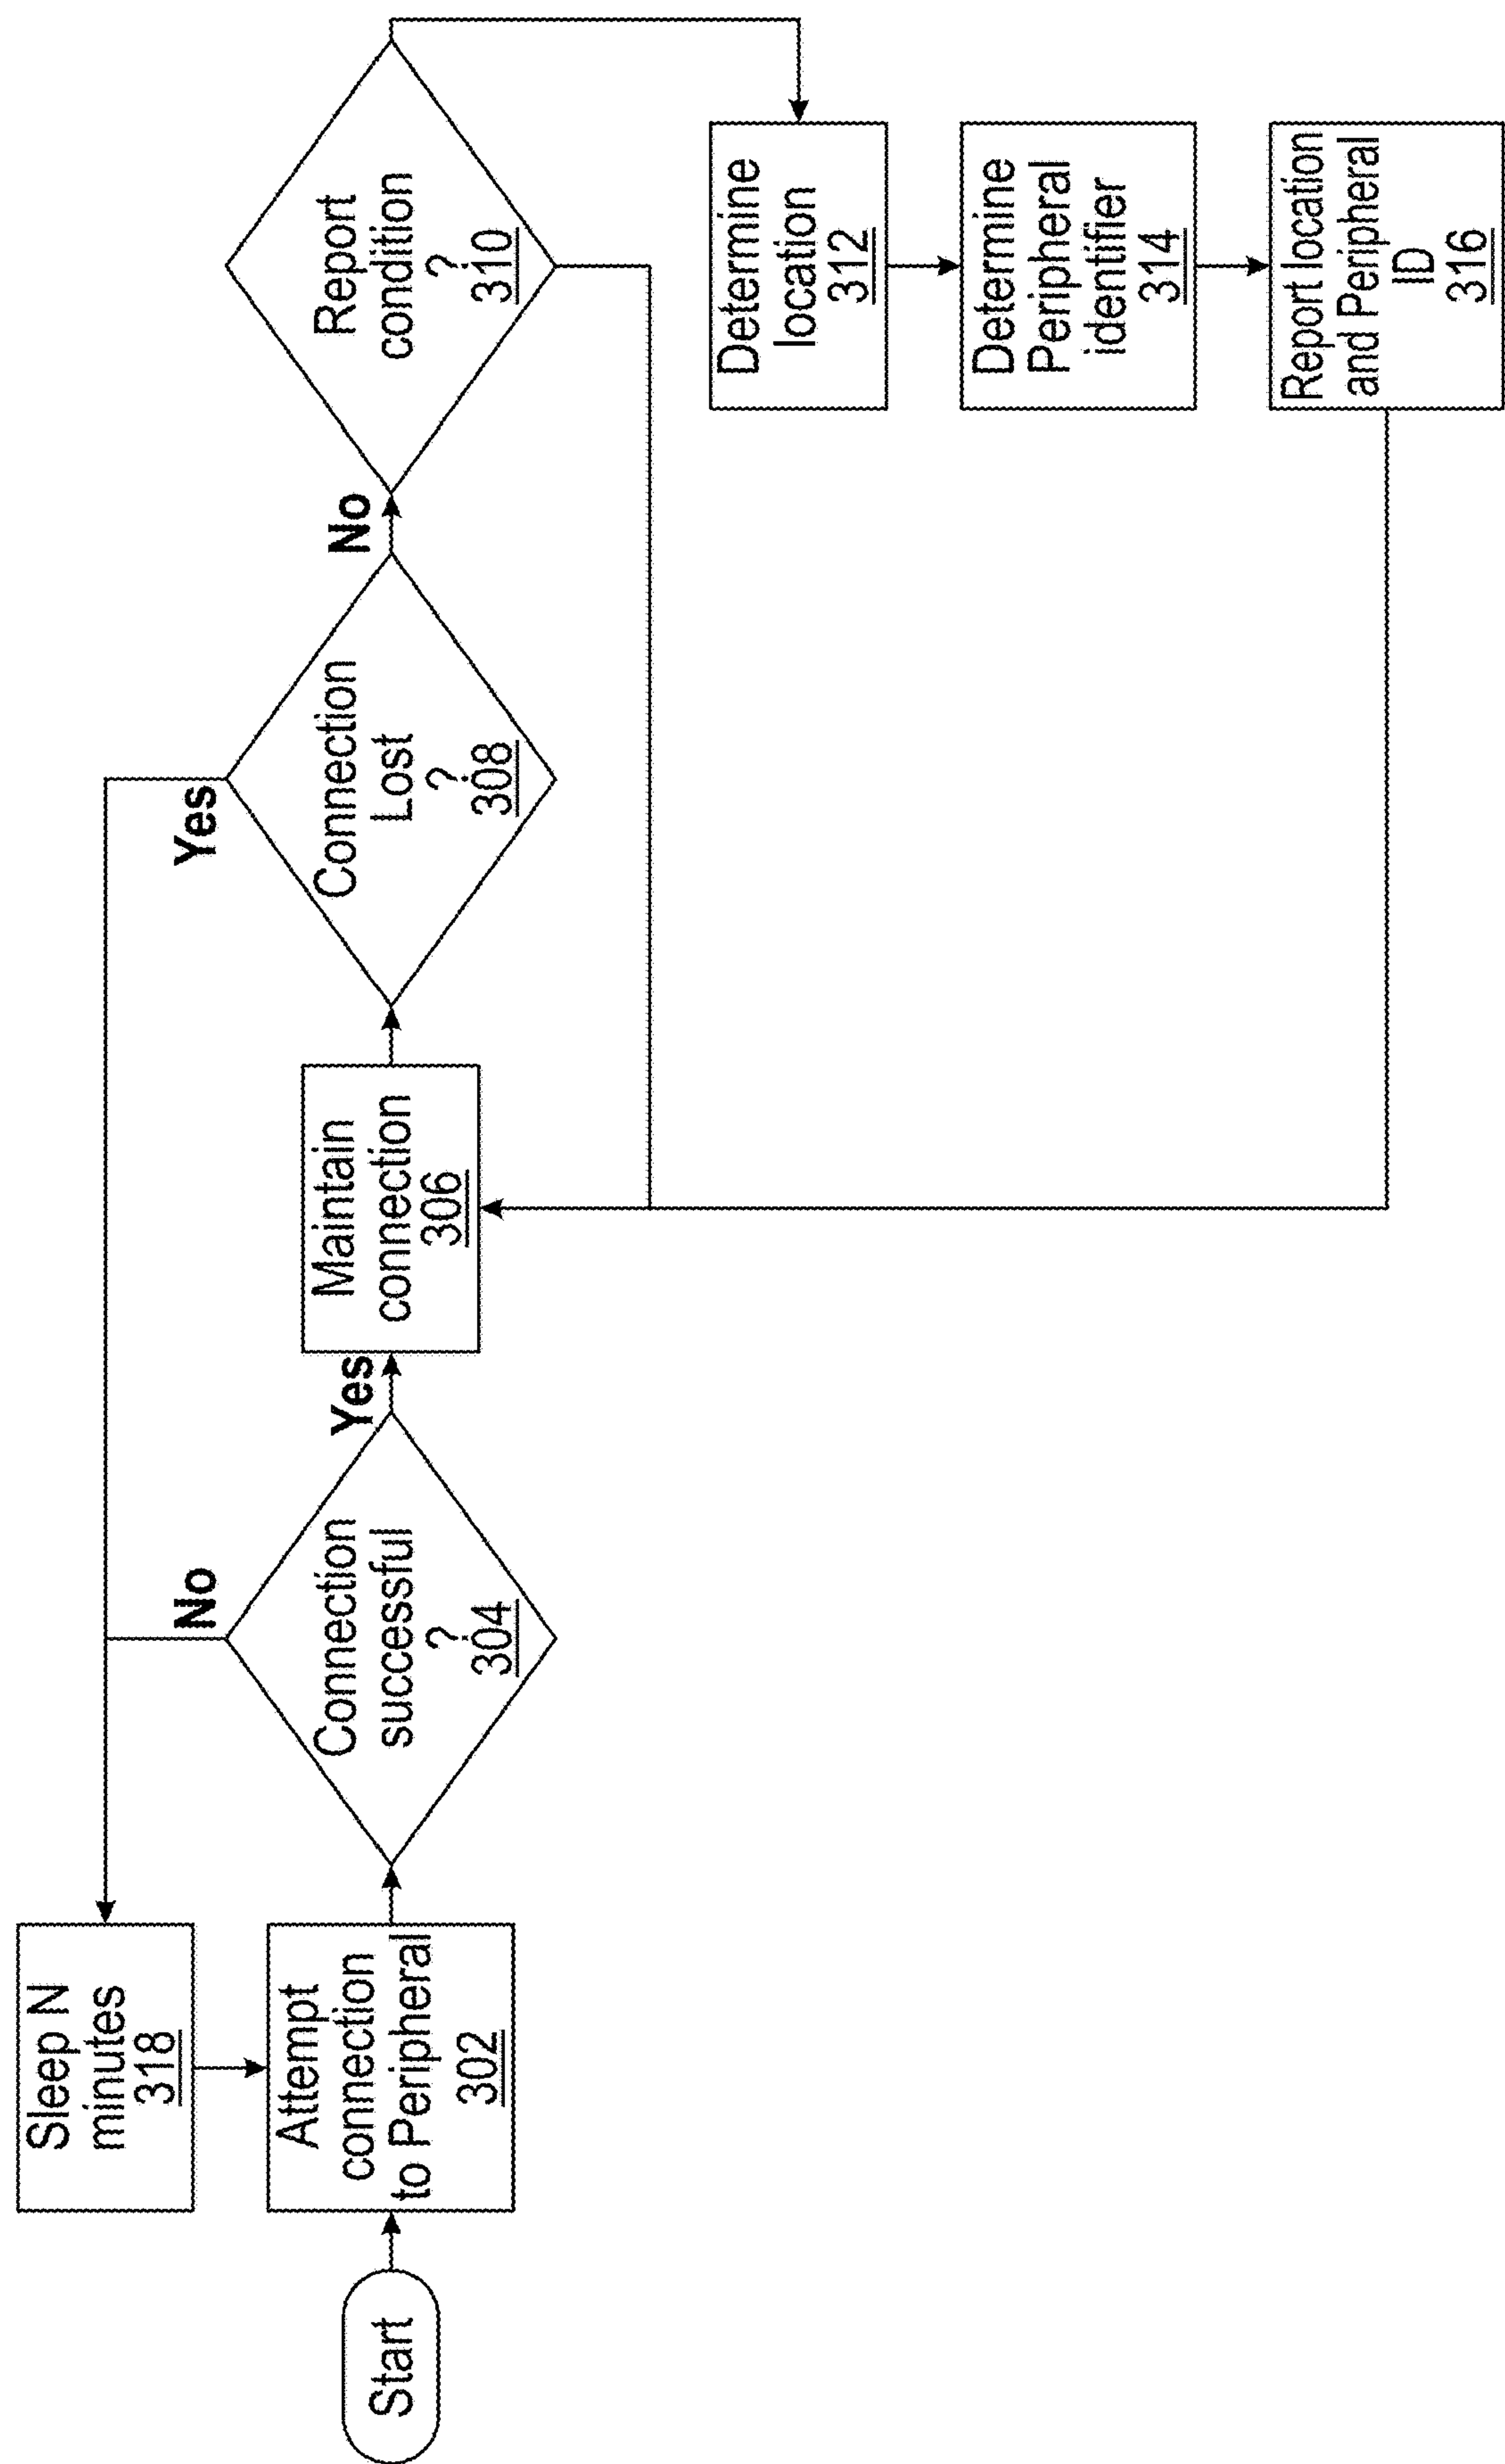 Start
Sleep N
minutes
318
Attempt
connection
to Peripheral
302
No
Connection
successful
?
304
Yes
Maintain
connection
306
Yes
Connection
Lost
?
308
No
Report
condition
?
310
Determine
location
312
Determine
Peripheral
identifier
314
Report location
and Peripheral
ID
316